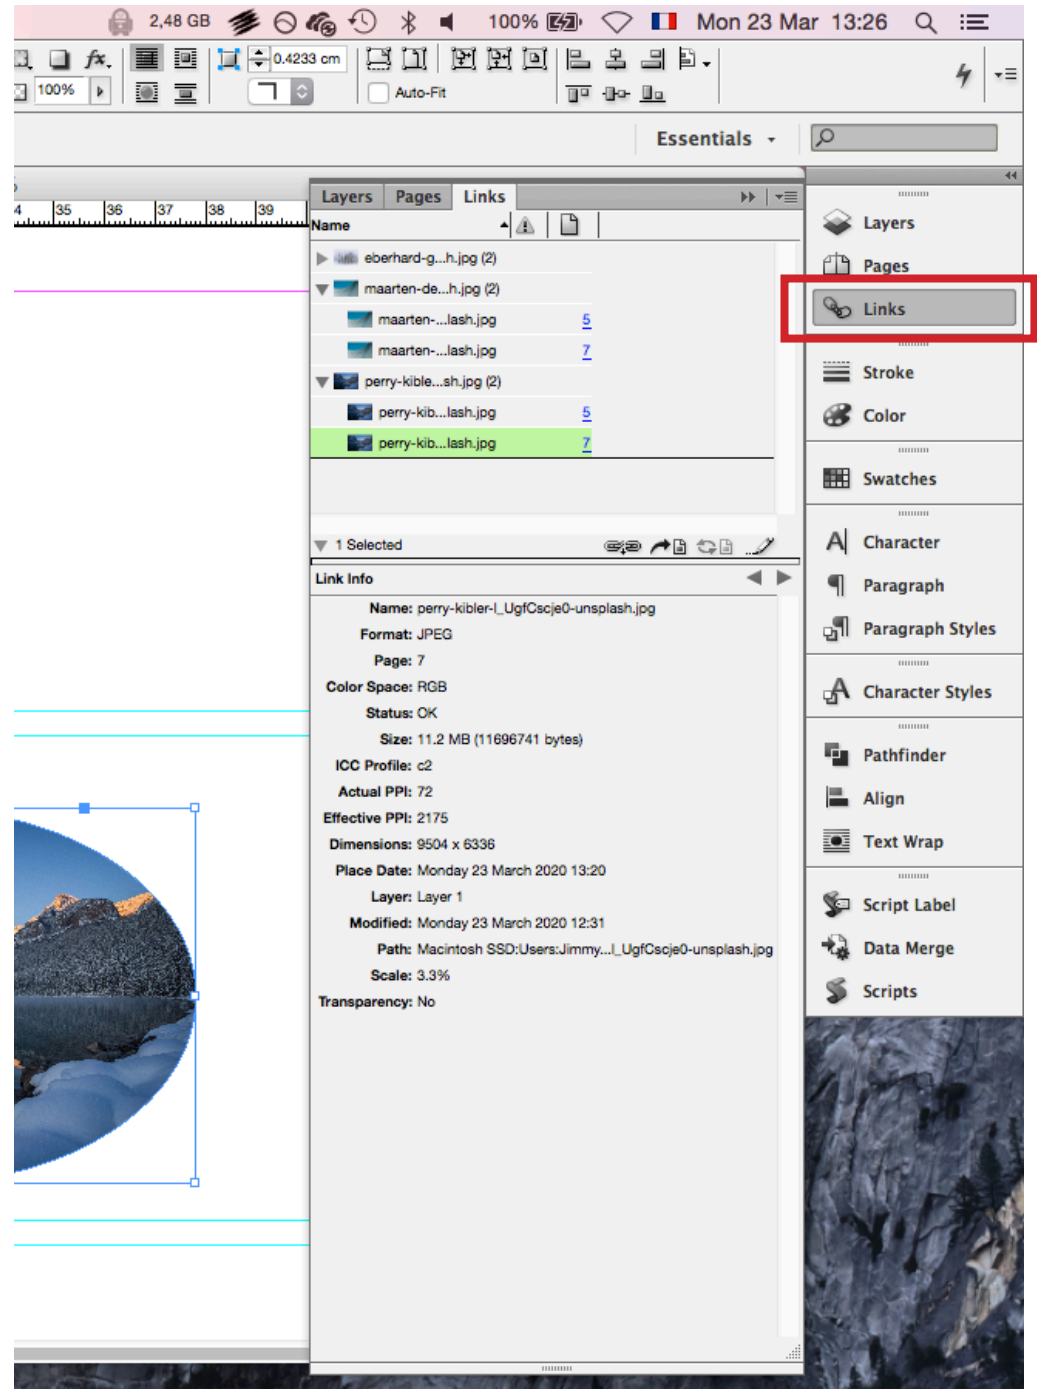 2,48 GB 100% Mon 23 Mar 13:26
fx. 0.4233 cm
100% Auto-Fit
Essentials
4 35 36 37 38 39
Layers Pages Links
Name
eberhard-g...h.jpg (2)
maarten-de...h.jpg (2)
maarten-...lash.jpg 5
maarten-...lash.jpg 7
perry-kible...sh.jpg (2)
perry-kib...lash.jpg 5
perry-kib...lash.jpg 7
1 Selected
Link Info
Name: perry-kibler-l_UgfCscje0-unsplash.jpg
Format: JPEG
Page: 7
Color Space: RGB
Status: OK
Size: 11.2 MB (11696741 bytes)
ICC Profile: c2
Actual PPI: 72
Effective PPI: 2175
Dimensions: 9504 x 6336
Place Date: Monday 23 March 2020 13:20
Layer: Layer 1
Modified: Monday 23 March 2020 12:31
Path: Macintosh SSD:Users:Jimmy...l_UgfCscje0-unsplash.jpg
Scale: 3.3%
Transparency: No
Layers
Pages
Links
Stroke
Color
Swatches
Character
Paragraph
Paragraph Styles
Character Styles
Pathfinder
Align
Text Wrap
Script Label
Data Merge
Scripts